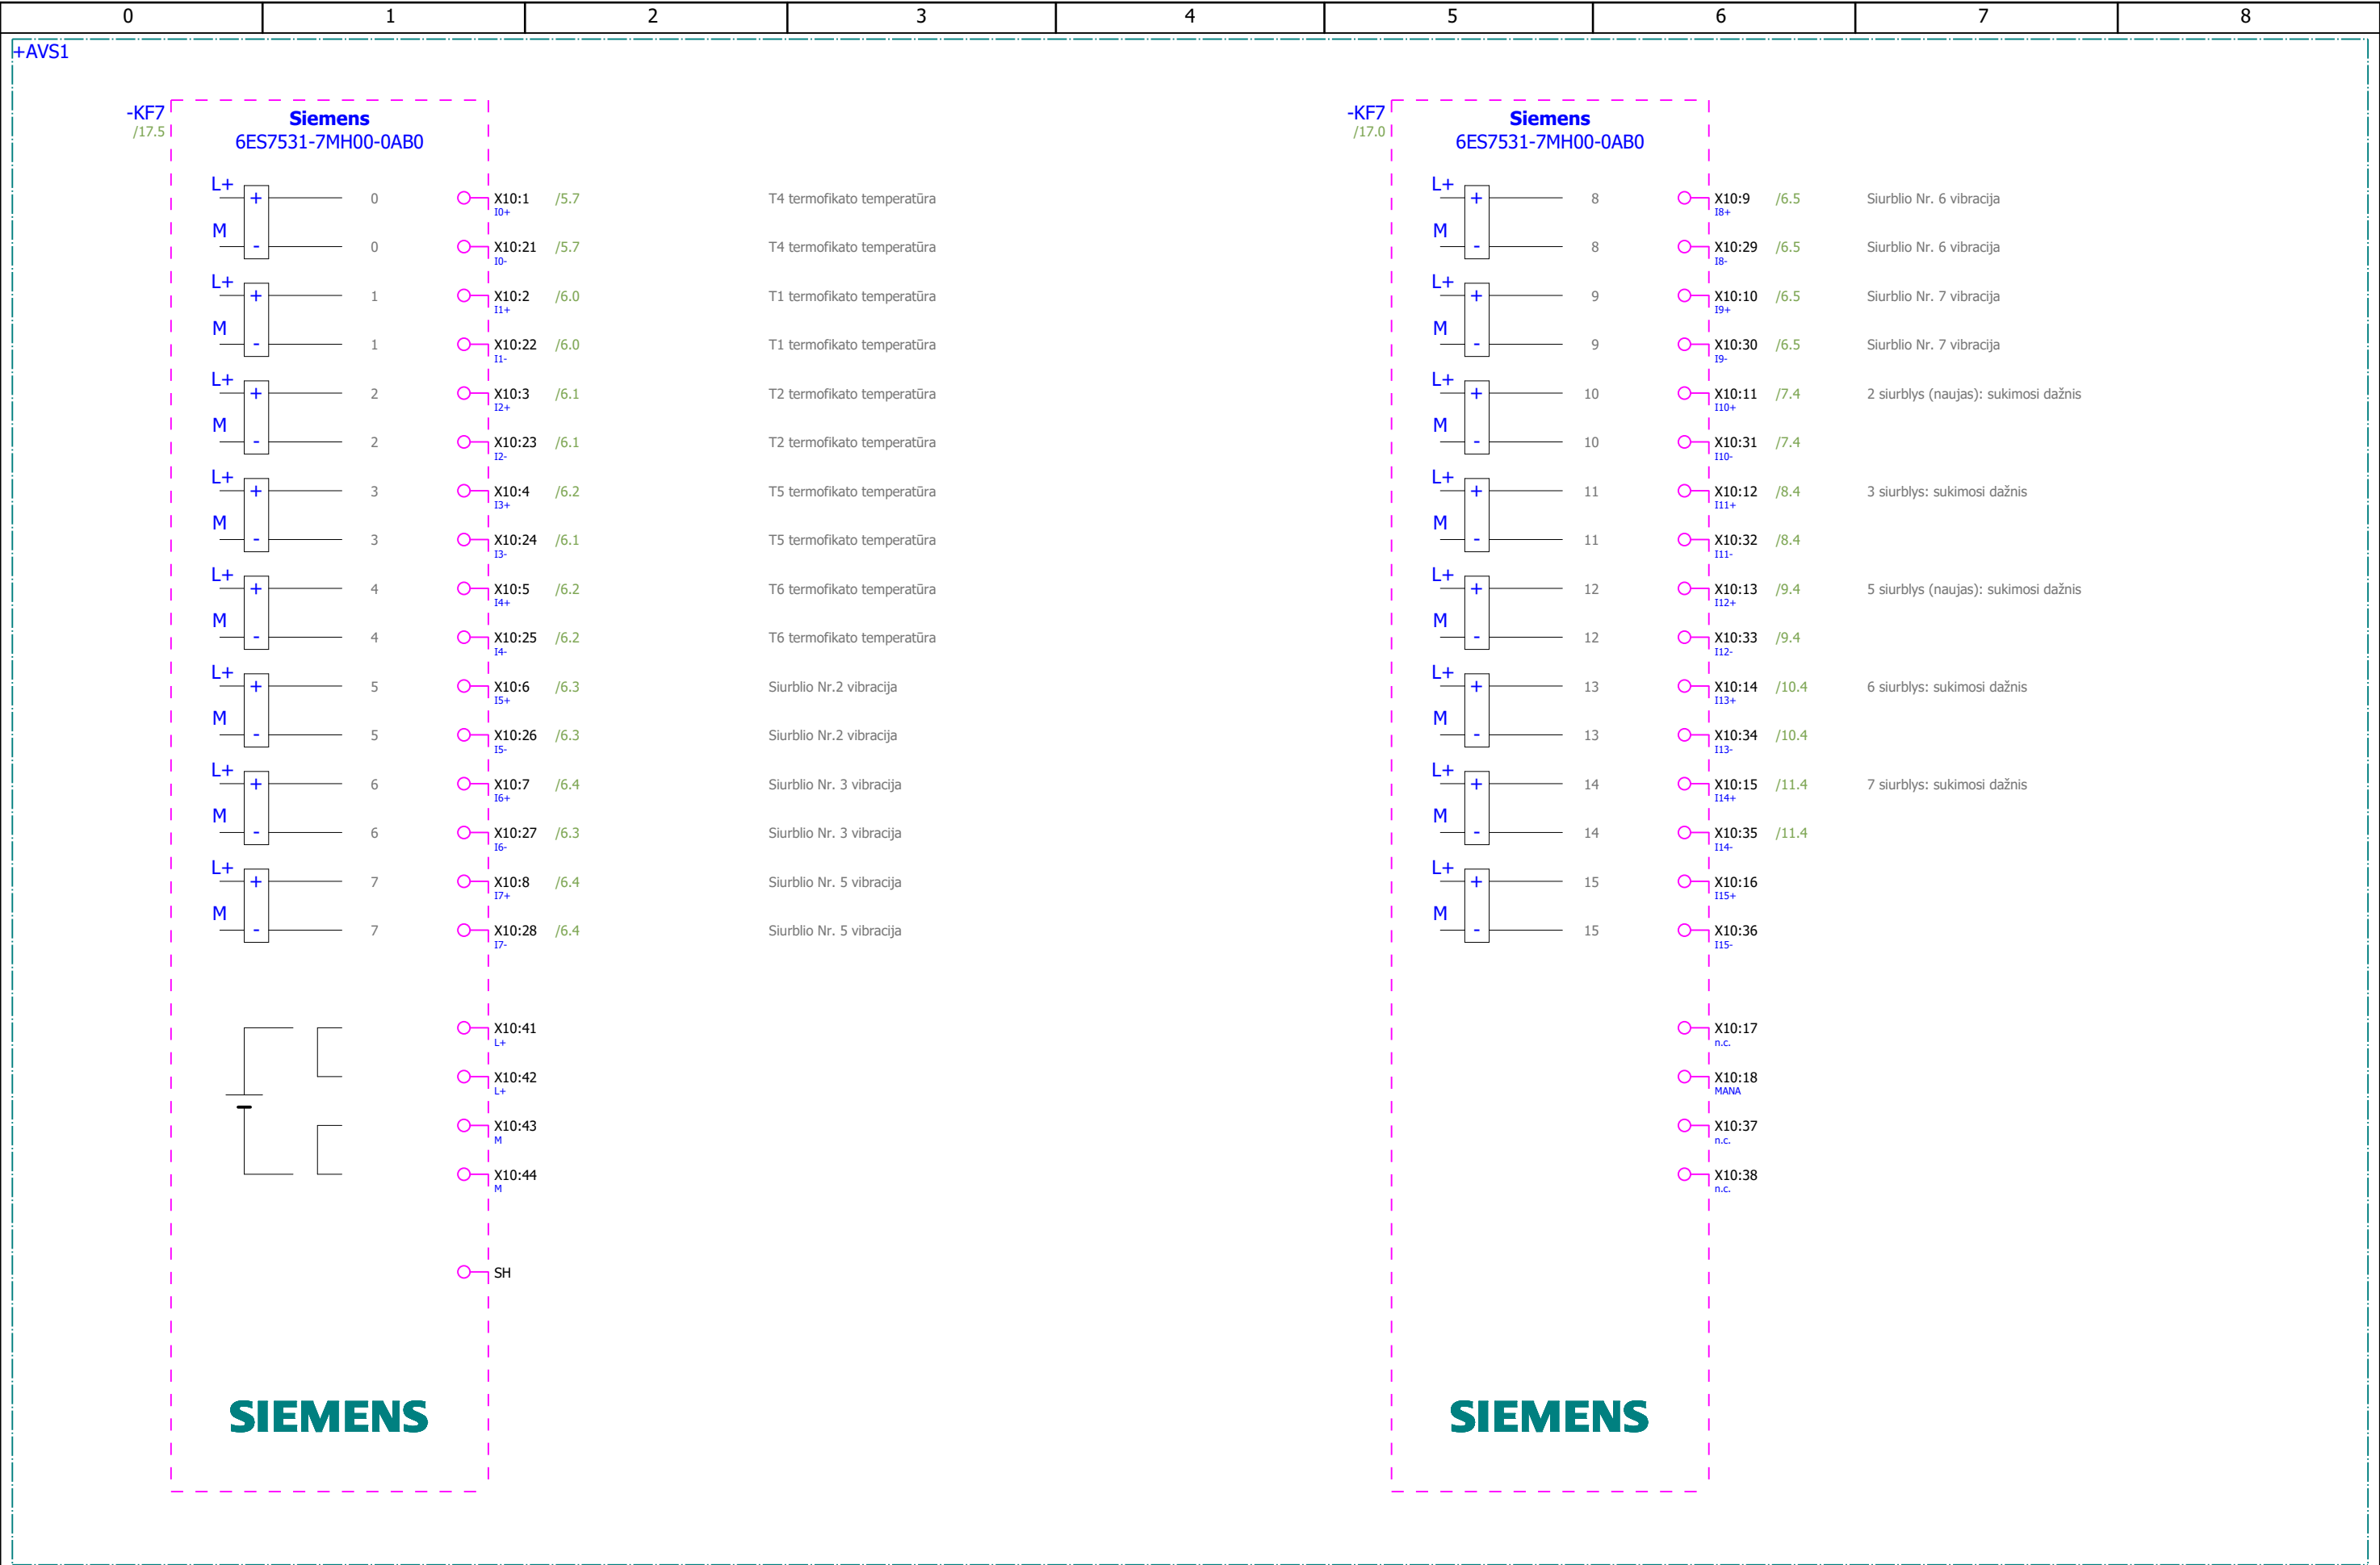 0 1 2 3 4 5 6 7 8
+AVS1
-KF7
/17.5
Siemens
6ES7531-7MH00-0AB0
L+ + 0 X10:1 /5.7 T4 termofikato temperatūra
I0+
M - 0 X10:21 /5.7 T4 termofikato temperatūra
I0-
L+ + 1 X10:2 /6.0 T1 termofikato temperatūra
I1+
M - 1 X10:22 /6.0 T1 termofikato temperatūra
I1-
L+ + 2 X10:3 /6.1 T2 termofikato temperatūra
I2+
M - 2 X10:23 /6.1 T2 termofikato temperatūra
I2-
L+ + 3 X10:4 /6.2 T5 termofikato temperatūra
I3+
M - 3 X10:24 /6.1 T5 termofikato temperatūra
I3-
L+ + 4 X10:5 /6.2 T6 termofikato temperatūra
I4+
M - 4 X10:25 /6.2 T6 termofikato temperatūra
I4-
L+ + 5 X10:6 /6.3 Siurblio Nr.2 vibracija
I5+
M - 5 X10:26 /6.3 Siurblio Nr.2 vibracija
I5-
L+ + 6 X10:7 /6.4 Siurblio Nr. 3 vibracija
I6+
M - 6 X10:27 /6.3 Siurblio Nr. 3 vibracija
I6-
L+ + 7 X10:8 /6.4 Siurblio Nr. 5 vibracija
I7+
M - 7 X10:28 /6.4 Siurblio Nr. 5 vibracija
I7-
X10:41
L+
X10:42
L+
X10:43
M
X10:44
M
SH
SIEMENS
-KF7
/17.0
Siemens
6ES7531-7MH00-0AB0
L+ + 8 X10:9 /6.5 Siurblio Nr. 6 vibracija
I8+
M - 8 X10:29 /6.5 Siurblio Nr. 6 vibracija
I8-
L+ + 9 X10:10 /6.5 Siurblio Nr. 7 vibracija
I9+
M - 9 X10:30 /6.5 Siurblio Nr. 7 vibracija
I9-
L+ + 10 X10:11 /7.4 2 siurblys (naujas): sukimosi dažnis
I10+
M - 10 X10:31 /7.4
I10-
L+ + 11 X10:12 /8.4 3 siurblys: sukimosi dažnis
I11+
M - 11 X10:32 /8.4
I11-
L+ + 12 X10:13 /9.4 5 siurblys (naujas): sukimosi dažnis
I12+
M - 12 X10:33 /9.4
I12-
L+ + 13 X10:14 /10.4 6 siurblys: sukimosi dažnis
I13+
M - 13 X10:34 /10.4
I13-
L+ + 14 X10:15 /11.4 7 siurblys: sukimosi dažnis
I14+
M - 14 X10:35 /11.4
I14-
L+ + 15 X10:16
I15+
M - 15 X10:36
I15-
X10:17
n.c.
X10:18
MANA
X10:37
n.c.
X10:38
n.c.
SIEMENS